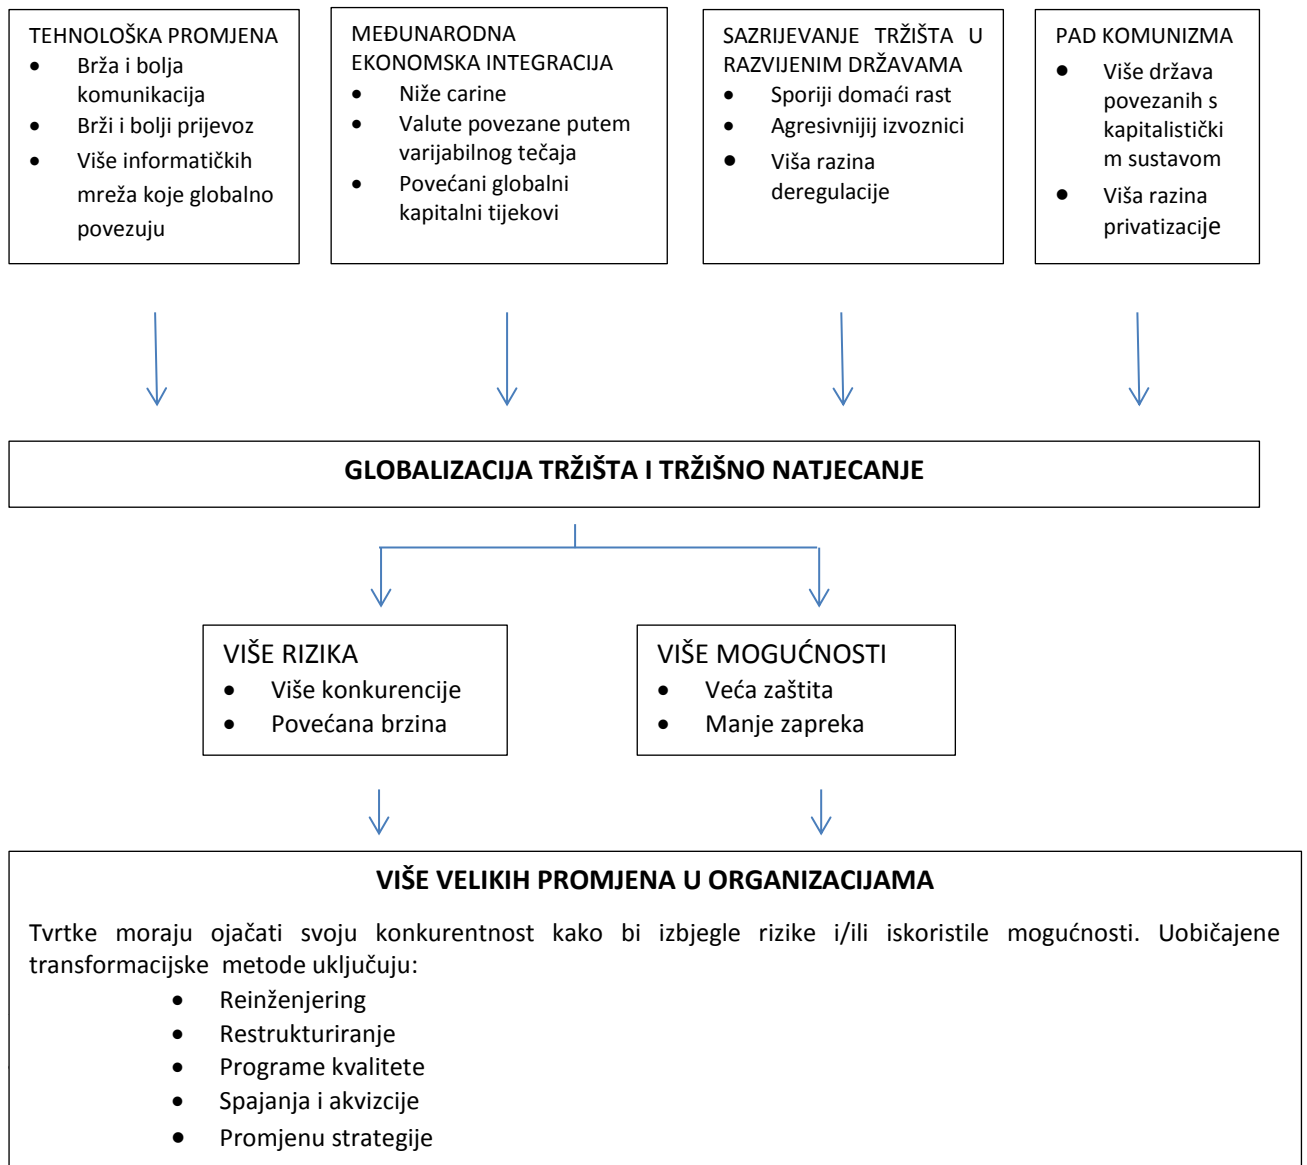 TEHNOLOŠKA PROMJENA
• Brža i bolja
komunikacija
• Brži i bolji prijevoz
• Više informatičkih
mreža koje globalno
povezuju
MEĐUNARODNA
EKONOMSKA INTEGRACIJA
• Niže carine
• Valute povezane putem
varijabilnog tečaja
• Povećani globalni
kapitalni tijekovi
SAZRIJEVANJE TRŽIŠTA U
RAZVIJENIM DRŽAVAMA
• Sporiji domaći rast
• Agresivnijij izvoznici
• Viša razina
deregulacije
PAD KOMUNIZMA
• Više država
povezanih s
kapitalistički
m sustavom
• Viša razina
privatizacije
GLOBALIZACIJA TRŽIŠTA I TRŽIŠNO NATJECANJE
VIŠE RIZIKA
• Više konkurencije
• Povećana brzina
VIŠE MOGUĆNOSTI
• Veća zaštita
• Manje zapreka
VIŠE VELIKIH PROMJENA U ORGANIZACIJAMA
Tvrtke moraju ojačati svoju konkurentnost kako bi izbjegle rizike i/ili iskoristile mogućnosti. Uobičajene
transformacijske metode uključuju:
• Reinženjering
• Restrukturiranje
• Programe kvalitete
• Spajanja i akvizcije
• Promjenu strategije